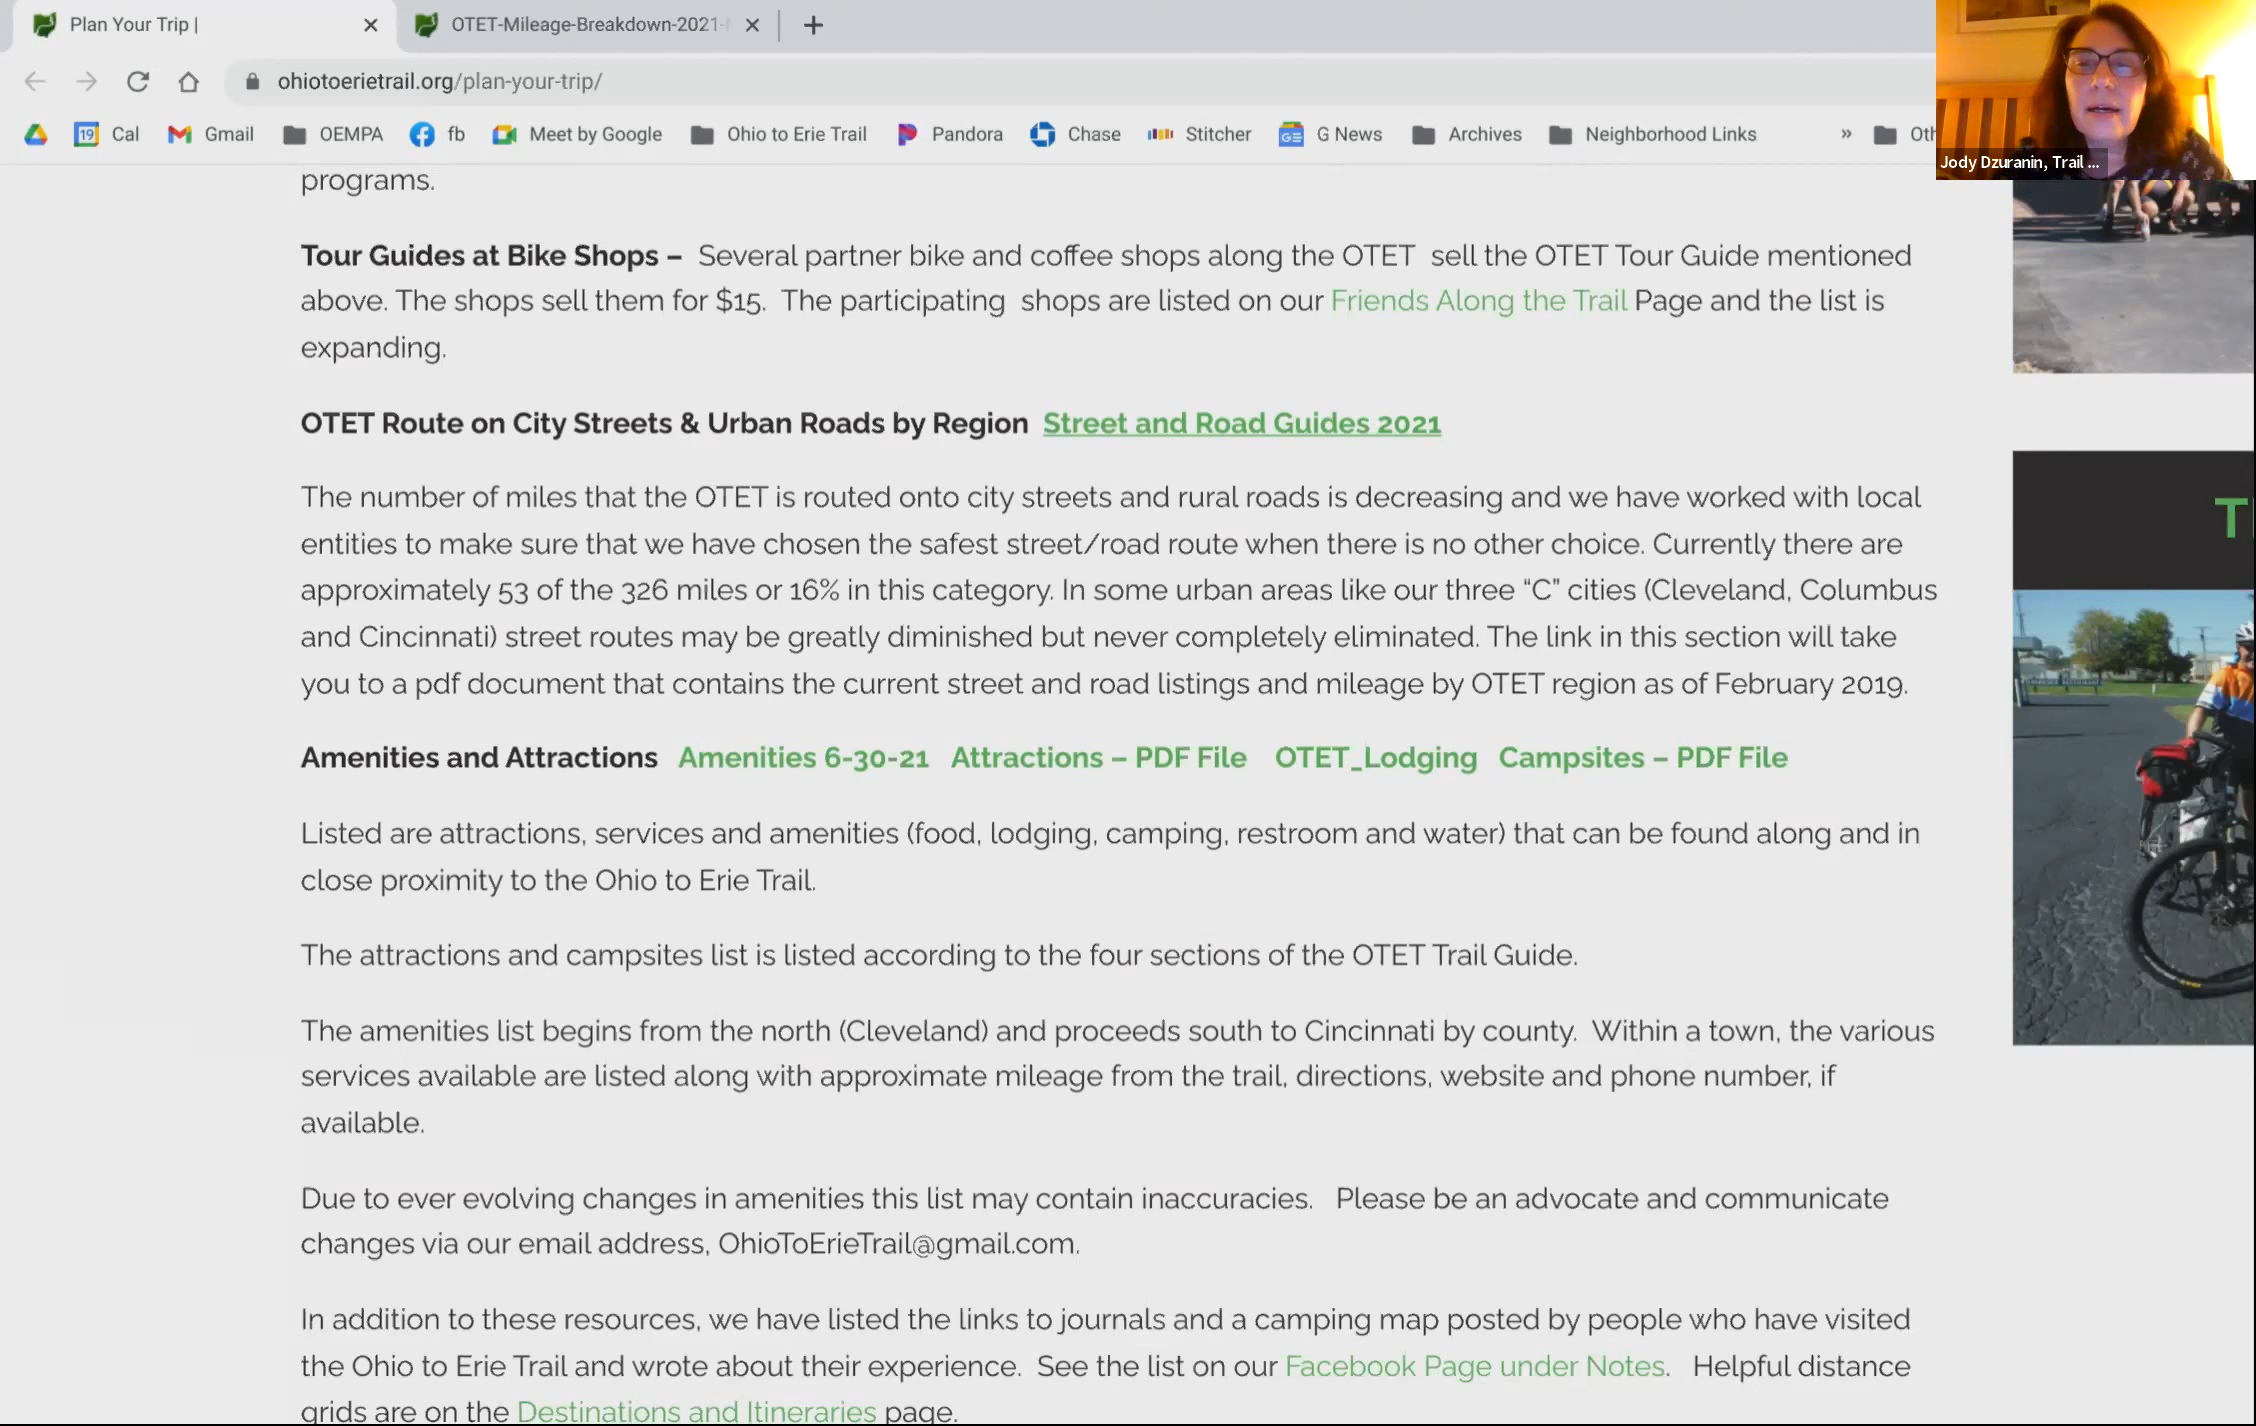 Plan Your Trip |
OTET-Mileage-Breakdown-2021-
ohiotoerietrail.org/plan-your-trip/
19 Cal Gmail OEMPA fb Meet by Google Ohio to Erie Trail Pandora Chase Stitcher G News Archives Neighborhood Links » Oth
Jody Dzuranin, Trail ...
programs.
Tour Guides at Bike Shops – Several partner bike and coffee shops along the OTET sell the OTET Tour Guide mentioned
above. The shops sell them for $15. The participating shops are listed on our Friends Along the Trail Page and the list is
expanding.
OTET Route on City Streets & Urban Roads by Region Street and Road Guides 2021
The number of miles that the OTET is routed onto city streets and rural roads is decreasing and we have worked with local
entities to make sure that we have chosen the safest street/road route when there is no other choice. Currently there are
approximately 53 of the 326 miles or 16% in this category. In some urban areas like our three “C” cities (Cleveland, Columbus
and Cincinnati) street routes may be greatly diminished but never completely eliminated. The link in this section will take
you to a pdf document that contains the current street and road listings and mileage by OTET region as of February 2019.
Amenities and Attractions Amenities 6-30-21 Attractions – PDF File OTET_Lodging Campsites – PDF File
Listed are attractions, services and amenities (food, lodging, camping, restroom and water) that can be found along and in
close proximity to the Ohio to Erie Trail.
The attractions and campsites list is listed according to the four sections of the OTET Trail Guide.
The amenities list begins from the north (Cleveland) and proceeds south to Cincinnati by county. Within a town, the various
services available are listed along with approximate mileage from the trail, directions, website and phone number, if
available.
Due to ever evolving changes in amenities this list may contain inaccuracies. Please be an advocate and communicate
changes via our email address, OhioToErieTrail@gmail.com.
In addition to these resources, we have listed the links to journals and a camping map posted by people who have visited
the Ohio to Erie Trail and wrote about their experience. See the list on our Facebook Page under Notes. Helpful distance
grids are on the Destinations and Itineraries page.